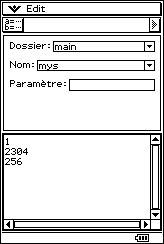 Edit
a=
b=
Dossier: main
Nom: mys
Paramètre:
1
2304
256